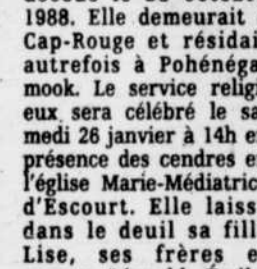 1988. Elle demeurait
Cap-Rouge et résidai
autrefois à Pohénéga
mook. Le service religi
eux sera célébré le sa
medi 26 janvier à 14h e
présence des cendres e
l'église Marie-Médiatric
d'Escourt. Elle laiss
dans le deuil sa fill
Lise, ses frères e